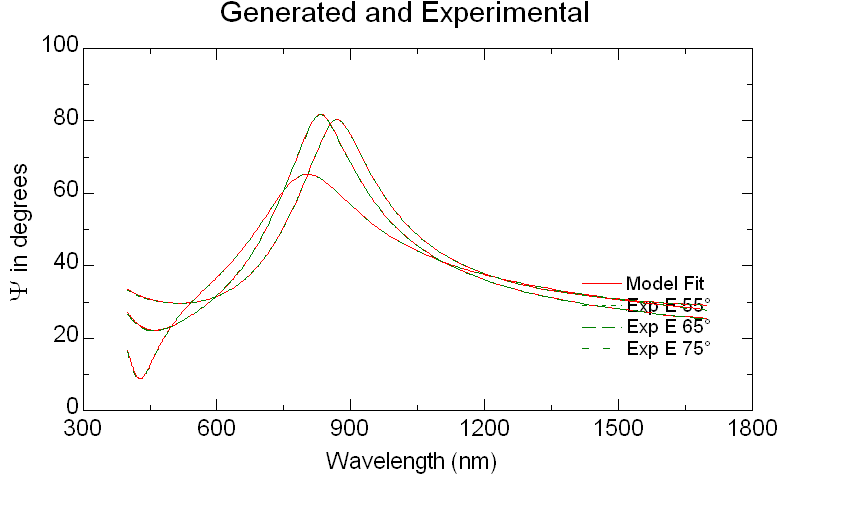 Generated and Experimental
100
80
60
40
20
0
Ψ in degrees
Model Fit
Exp E 55°
Exp E 65°
Exp E 75°
300 600 900 1200 1500 1800
Wavelength (nm)